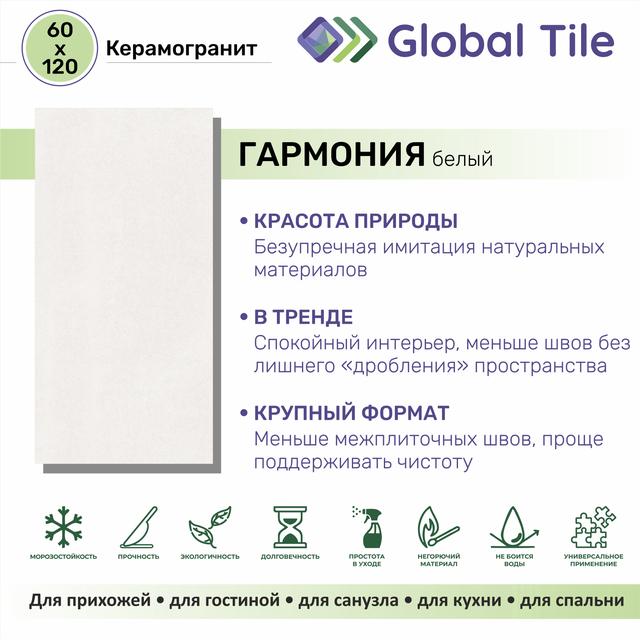 60
x
120
Керамогранит
Global Tile
ГАРМОНИЯ белый
• КРАСОТА ПРИРОДЫ
Безупречная имитация натуральных
материалов
• В ТРЕНДЕ
Спокойный интерьер, меньше швов без
лишнего «дробления» пространства
• КРУПНЫЙ ФОРМАТ
Меньше межплиточных швов, проще
поддерживать чистоту
МОРОЗОСТОЙКОСТЬ
ПРОЧНОСТЬ
ЭКОЛОГИЧНОСТЬ
ДОЛГОВЕЧНОСТЬ
ПРОСТОТА
В УХОДЕ
НЕГОРЮЧИЙ
МАТЕРИАЛ
НЕ БОИТСЯ
ВОДЫ
УНИВЕРСАЛЬНОЕ
ПРИМЕНЕНИЕ
Для прихожей • для гостиной • для санузла • для кухни • для спальни